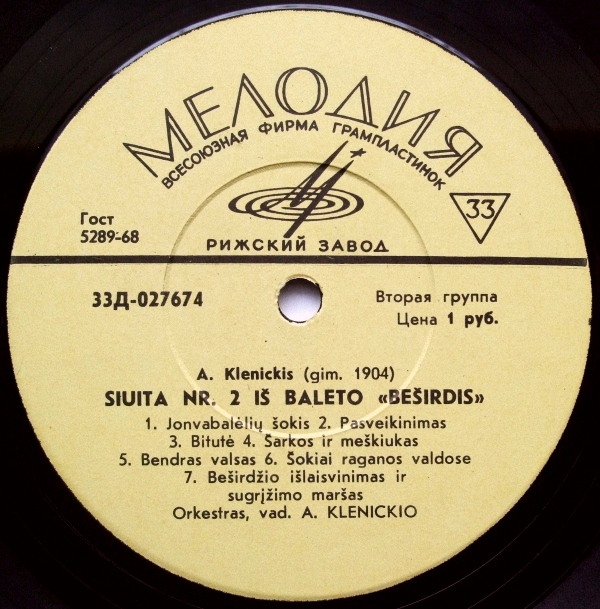 МЕЛОДИЯ
ВСЕСОЮЗНАЯ ФИРМА ГРАМПЛАСТИНОК
33
Гост
5289-68
РИЖСКИЙ ЗАВОД
33Д-027674
Вторая группа
Цена 1 руб.
A. Klenickis (gim. 1904)
SIUITA NR. 2 IŠ BALETO «BEŠIRDIS»
1. Jonvabalėlių šokis 2. Pasveikinimas
3. Bitutė 4. Šarkos ir meškiukas
5. Bendras valsas 6. Šokiai raganos valdose
7. Beširdžio išlaisvinimas ir
sugrįžimo maršas
Orkestras, vad. A. KLENICKIO